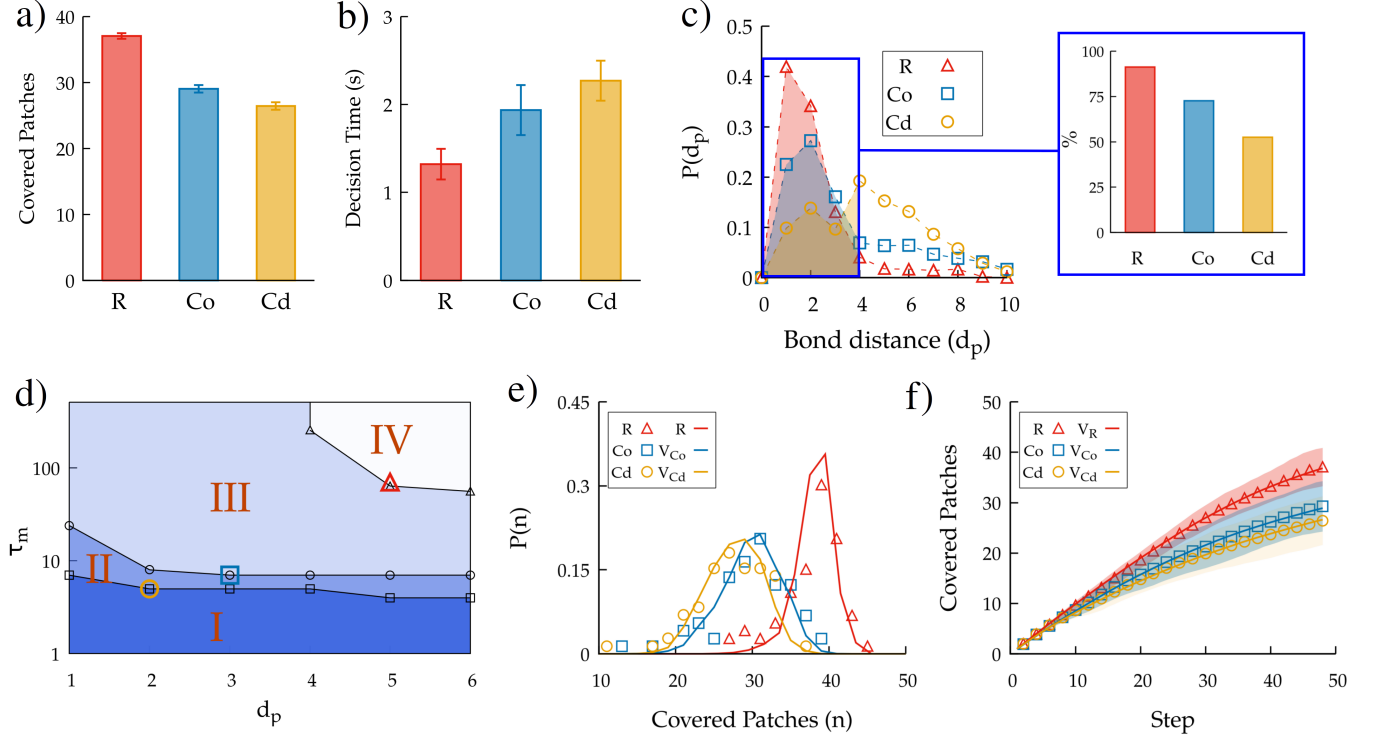 a)
40
30
20
10
0
Covered Patches
R Co Cd
b)
3
2
1
0
Decision Time (s)
R Co Cd
c)
0.5
0.4
0.3
0.2
0.1
0
P(dp)
0 2 4 6 8 10
Bond distance (dp)
R
Co
Cd
100
75
50
25
0
%
R Co Cd
d)
100
10
1
τm
I
II
III
IV
1 2 3 4 5 6
dp
e)
0.45
0.3
0.15
0
P(n)
R R
Co VCo
Cd VCd
10 20 30 40 50
Covered Patches (n)
f)
50
40
30
20
10
0
Covered Patches
R VR
Co VCo
Cd VCd
0 10 20 30 40 50
Step